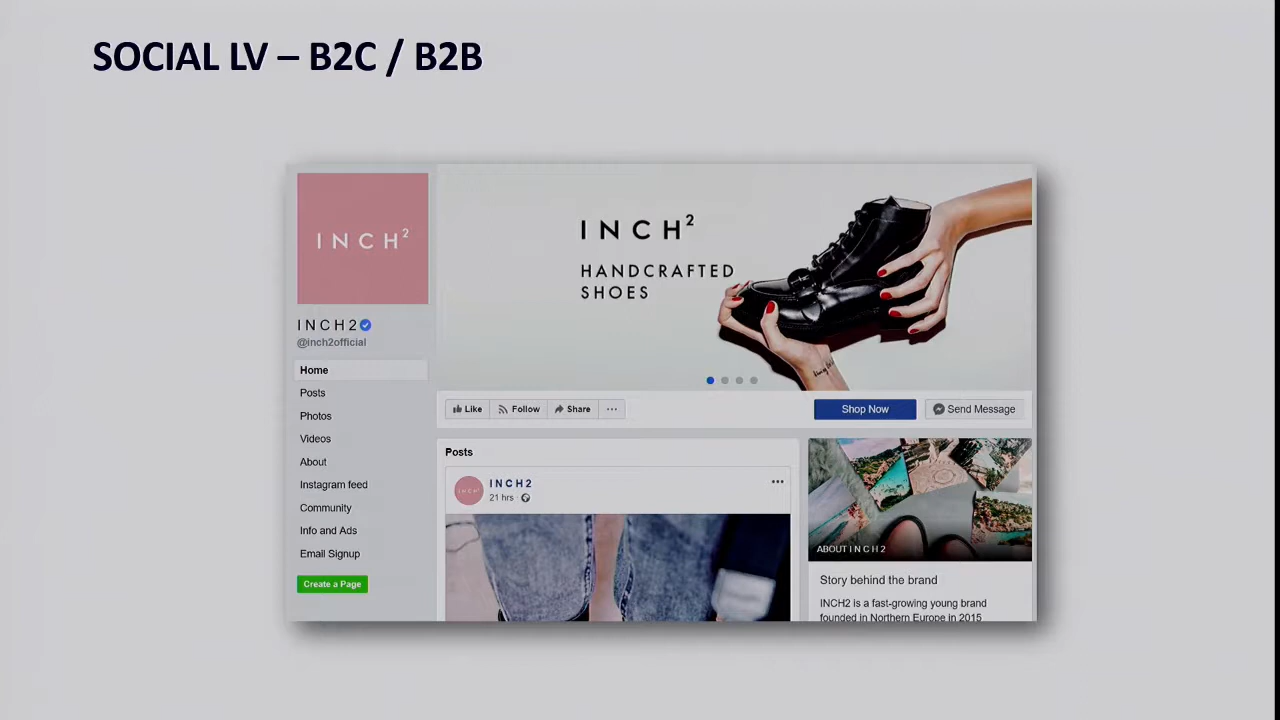 SOCIAL LV – B2C / B2B
INCH²
INCH2
@inch2official
Home
Posts
Photos
Videos
About
Instagram feed
Community
Info and Ads
Email Signup
Create a Page
INCH²
HANDCRAFTED
SHOES
Like Follow Share ...
Shop Now Send Message
Posts
INCH²
INCH2
21 hrs ·
ABOUT INCH2
Story behind the brand
INCH2 is a fast-growing young brand
founded in Northern Europe in 2015